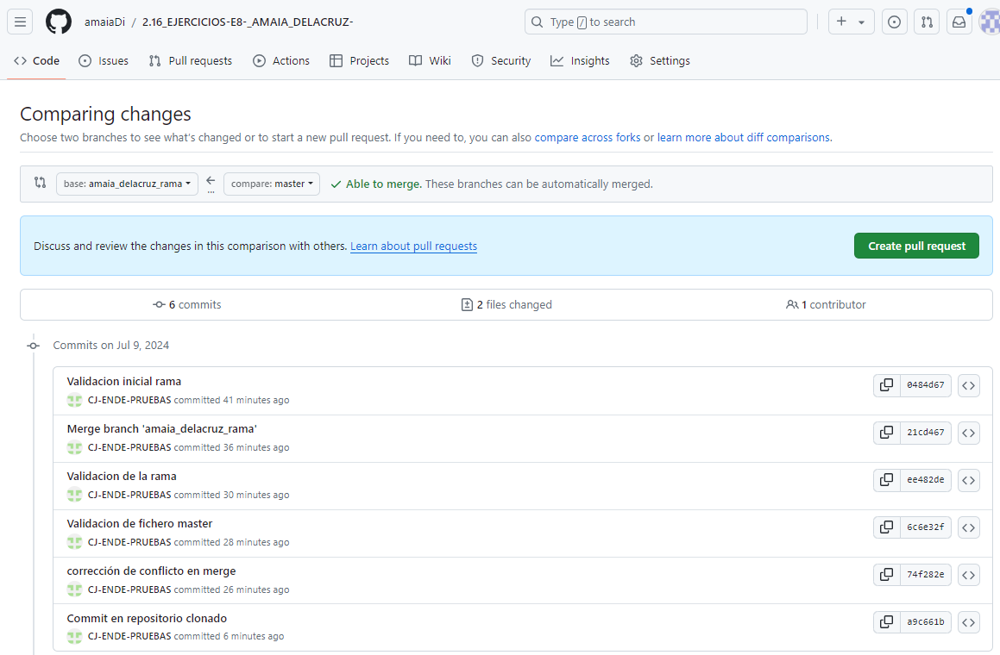 amaiaDi / 2.16_EJERCICIOS-E8-_AMAIA_DELACRUZ-
Type / to search
Code Issues Pull requests Actions Projects Wiki Security Insights Settings
Comparing changes
Choose two branches to see what's changed or to start a new pull request. If you need to, you can also compare across forks or learn more about diff comparisons.
base: amaia_delacruz_rama ... compare: master Able to merge. These branches can be automatically merged.
Discuss and review the changes in this comparison with others. Learn about pull requests Create pull request
6 commits 2 files changed 1 contributor
Commits on Jul 9, 2024
Validacion inicial rama
CJ-ENDE-PRUEBAS committed 41 minutes ago
0484d67
Merge branch 'amaia_delacruz_rama'
CJ-ENDE-PRUEBAS committed 36 minutes ago
21cd467
Validacion de la rama
CJ-ENDE-PRUEBAS committed 30 minutes ago
ee482de
Validacion de fichero master
CJ-ENDE-PRUEBAS committed 28 minutes ago
6c6e32f
corrección de conflicto en merge
CJ-ENDE-PRUEBAS committed 26 minutes ago
74f282e
Commit en repositorio clonado
CJ-ENDE-PRUEBAS committed 6 minutes ago
a9c661b